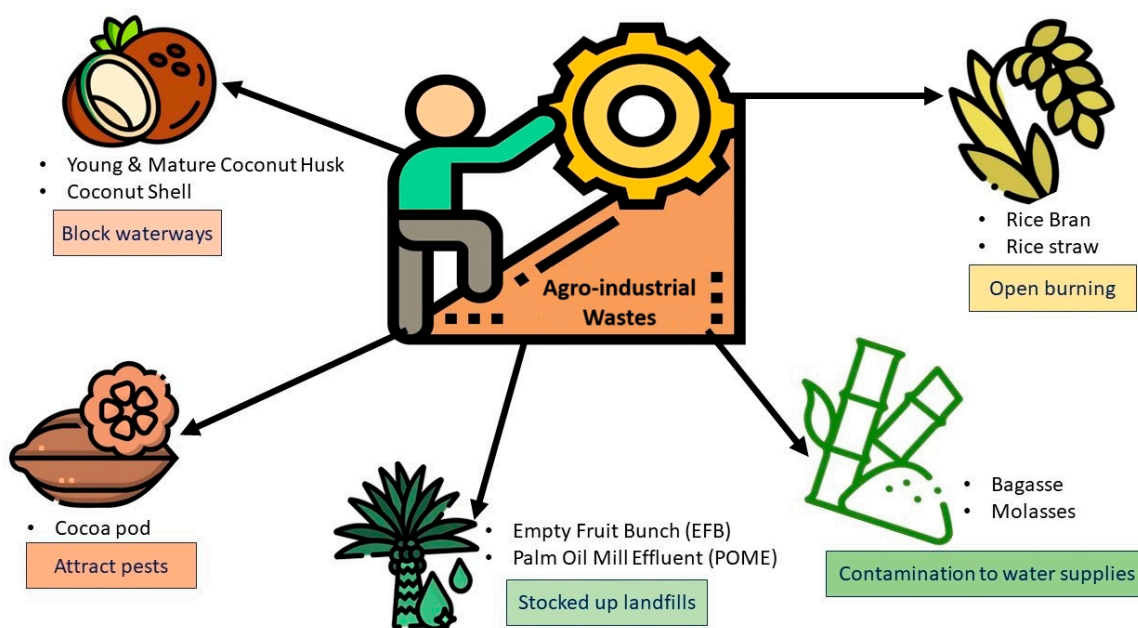 Young & Mature Coconut Husk
Coconut Shell
Block waterways
Rice Bran
Rice straw
Open burning
Agro-industrial
Wastes
Cocoa pod
Attract pests
Empty Fruit Bunch (EFB)
Palm Oil Mill Effluent (POME)
Stocked up landfills
Bagasse
Molasses
Contamination to water supplies